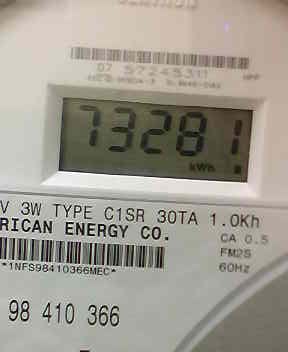 07 57245311
73281
kWh
V 3W TYPE C1SR 30TA 1.0Kh
RICAN ENERGY CO.
CA 0.5
FM2S
60Hz
*1NFS98410366MEC*
98 410 366